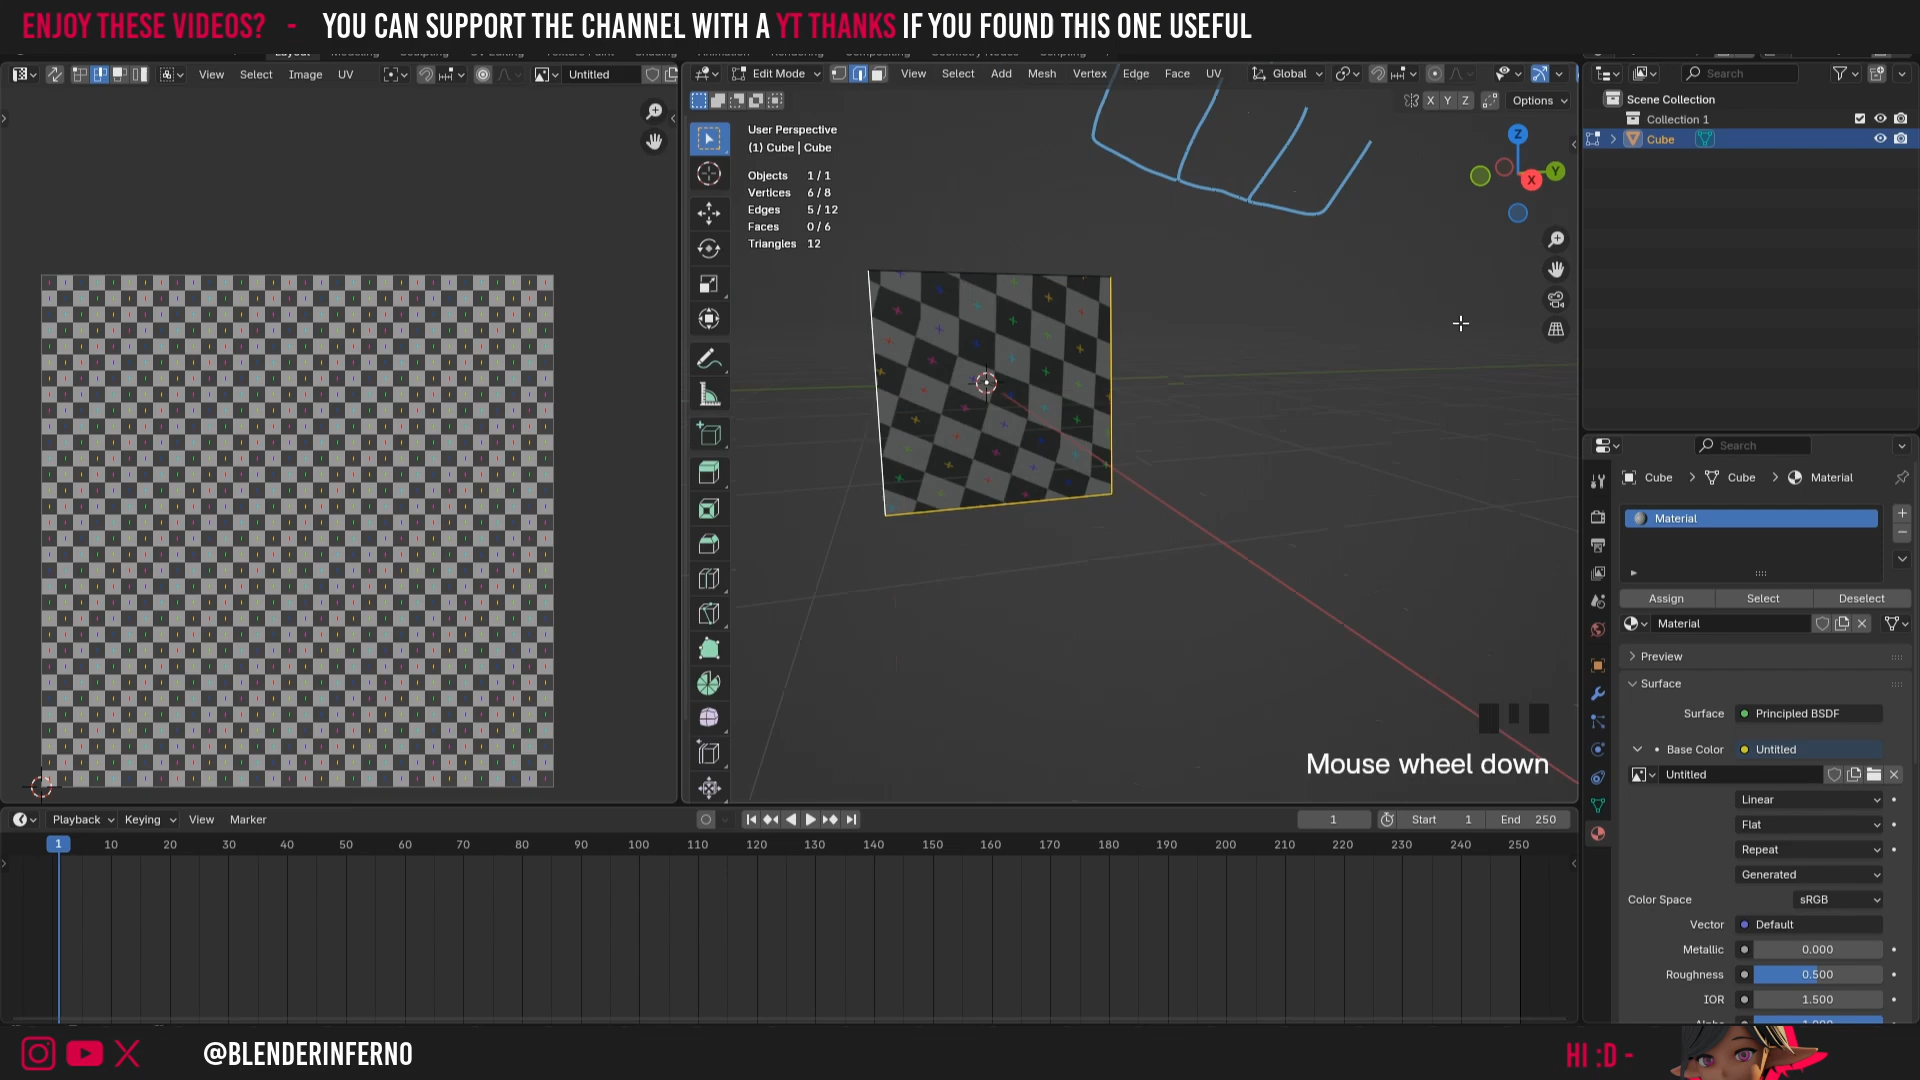 ENJOY THESE VIDEOS? - YOU CAN SUPPORT THE CHANNEL WITH A YT THANKS IF YOU FOUND THIS ONE USEFUL
View Select Image UV Untitled
Edit Mode View Select Add Mesh Vertex Edge Face UV Global
Search
X Y Z Options
Scene Collection
Collection 1
Cube
User Perspective
(1) Cube | Cube
Objects 1 / 1
Vertices 6 / 8
Edges 5 / 12
Faces 0 / 6
Triangles 12
Z
Y
X
Search
Cube > Cube > Material
Material
Assign Select Deselect
Material
Preview
Surface
Surface Principled BSDF
Base Color Untitled
Untitled
Linear
Flat
Repeat
Generated
Color Space sRGB
Vector Default
Metallic 0.000
Roughness 0.500
IOR 1.500
Mouse wheel down
Playback Keying View Marker 1 Start 1 End 250
1 10 20 30 40 50 60 70 80 90 100 110 120 130 140 150 160 170 180 190 200 210 220 230 240 250
@BLENDERINFERNO
HI :D -